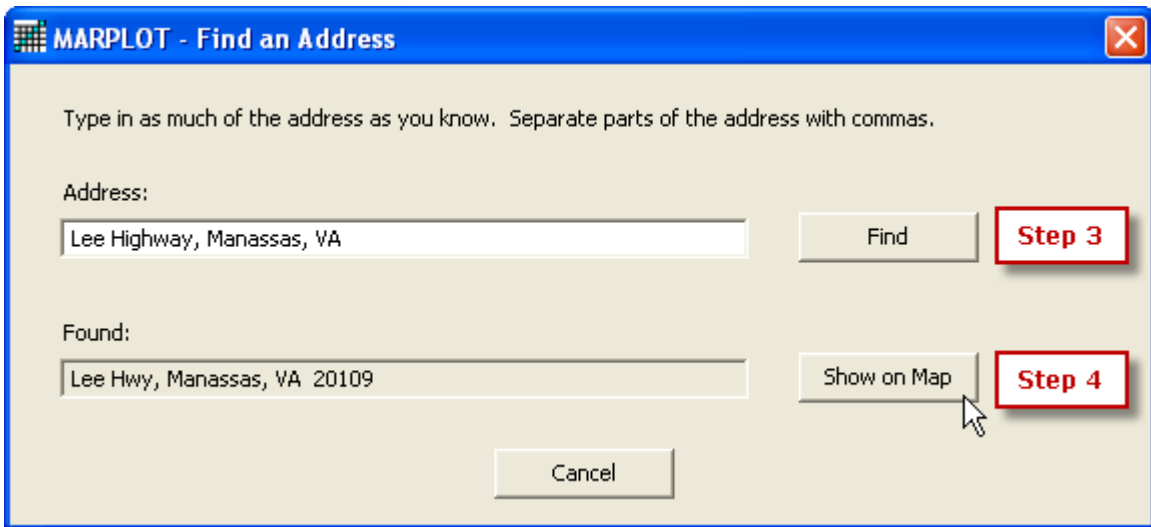 MARPLOT - Find an Address
Type in as much of the address as you know. Separate parts of the address with commas.
Address:
Lee Highway, Manassas, VA
Find
Step 3
Found:
Lee Hwy, Manassas, VA 20109
Show on Map
Step 4
Cancel